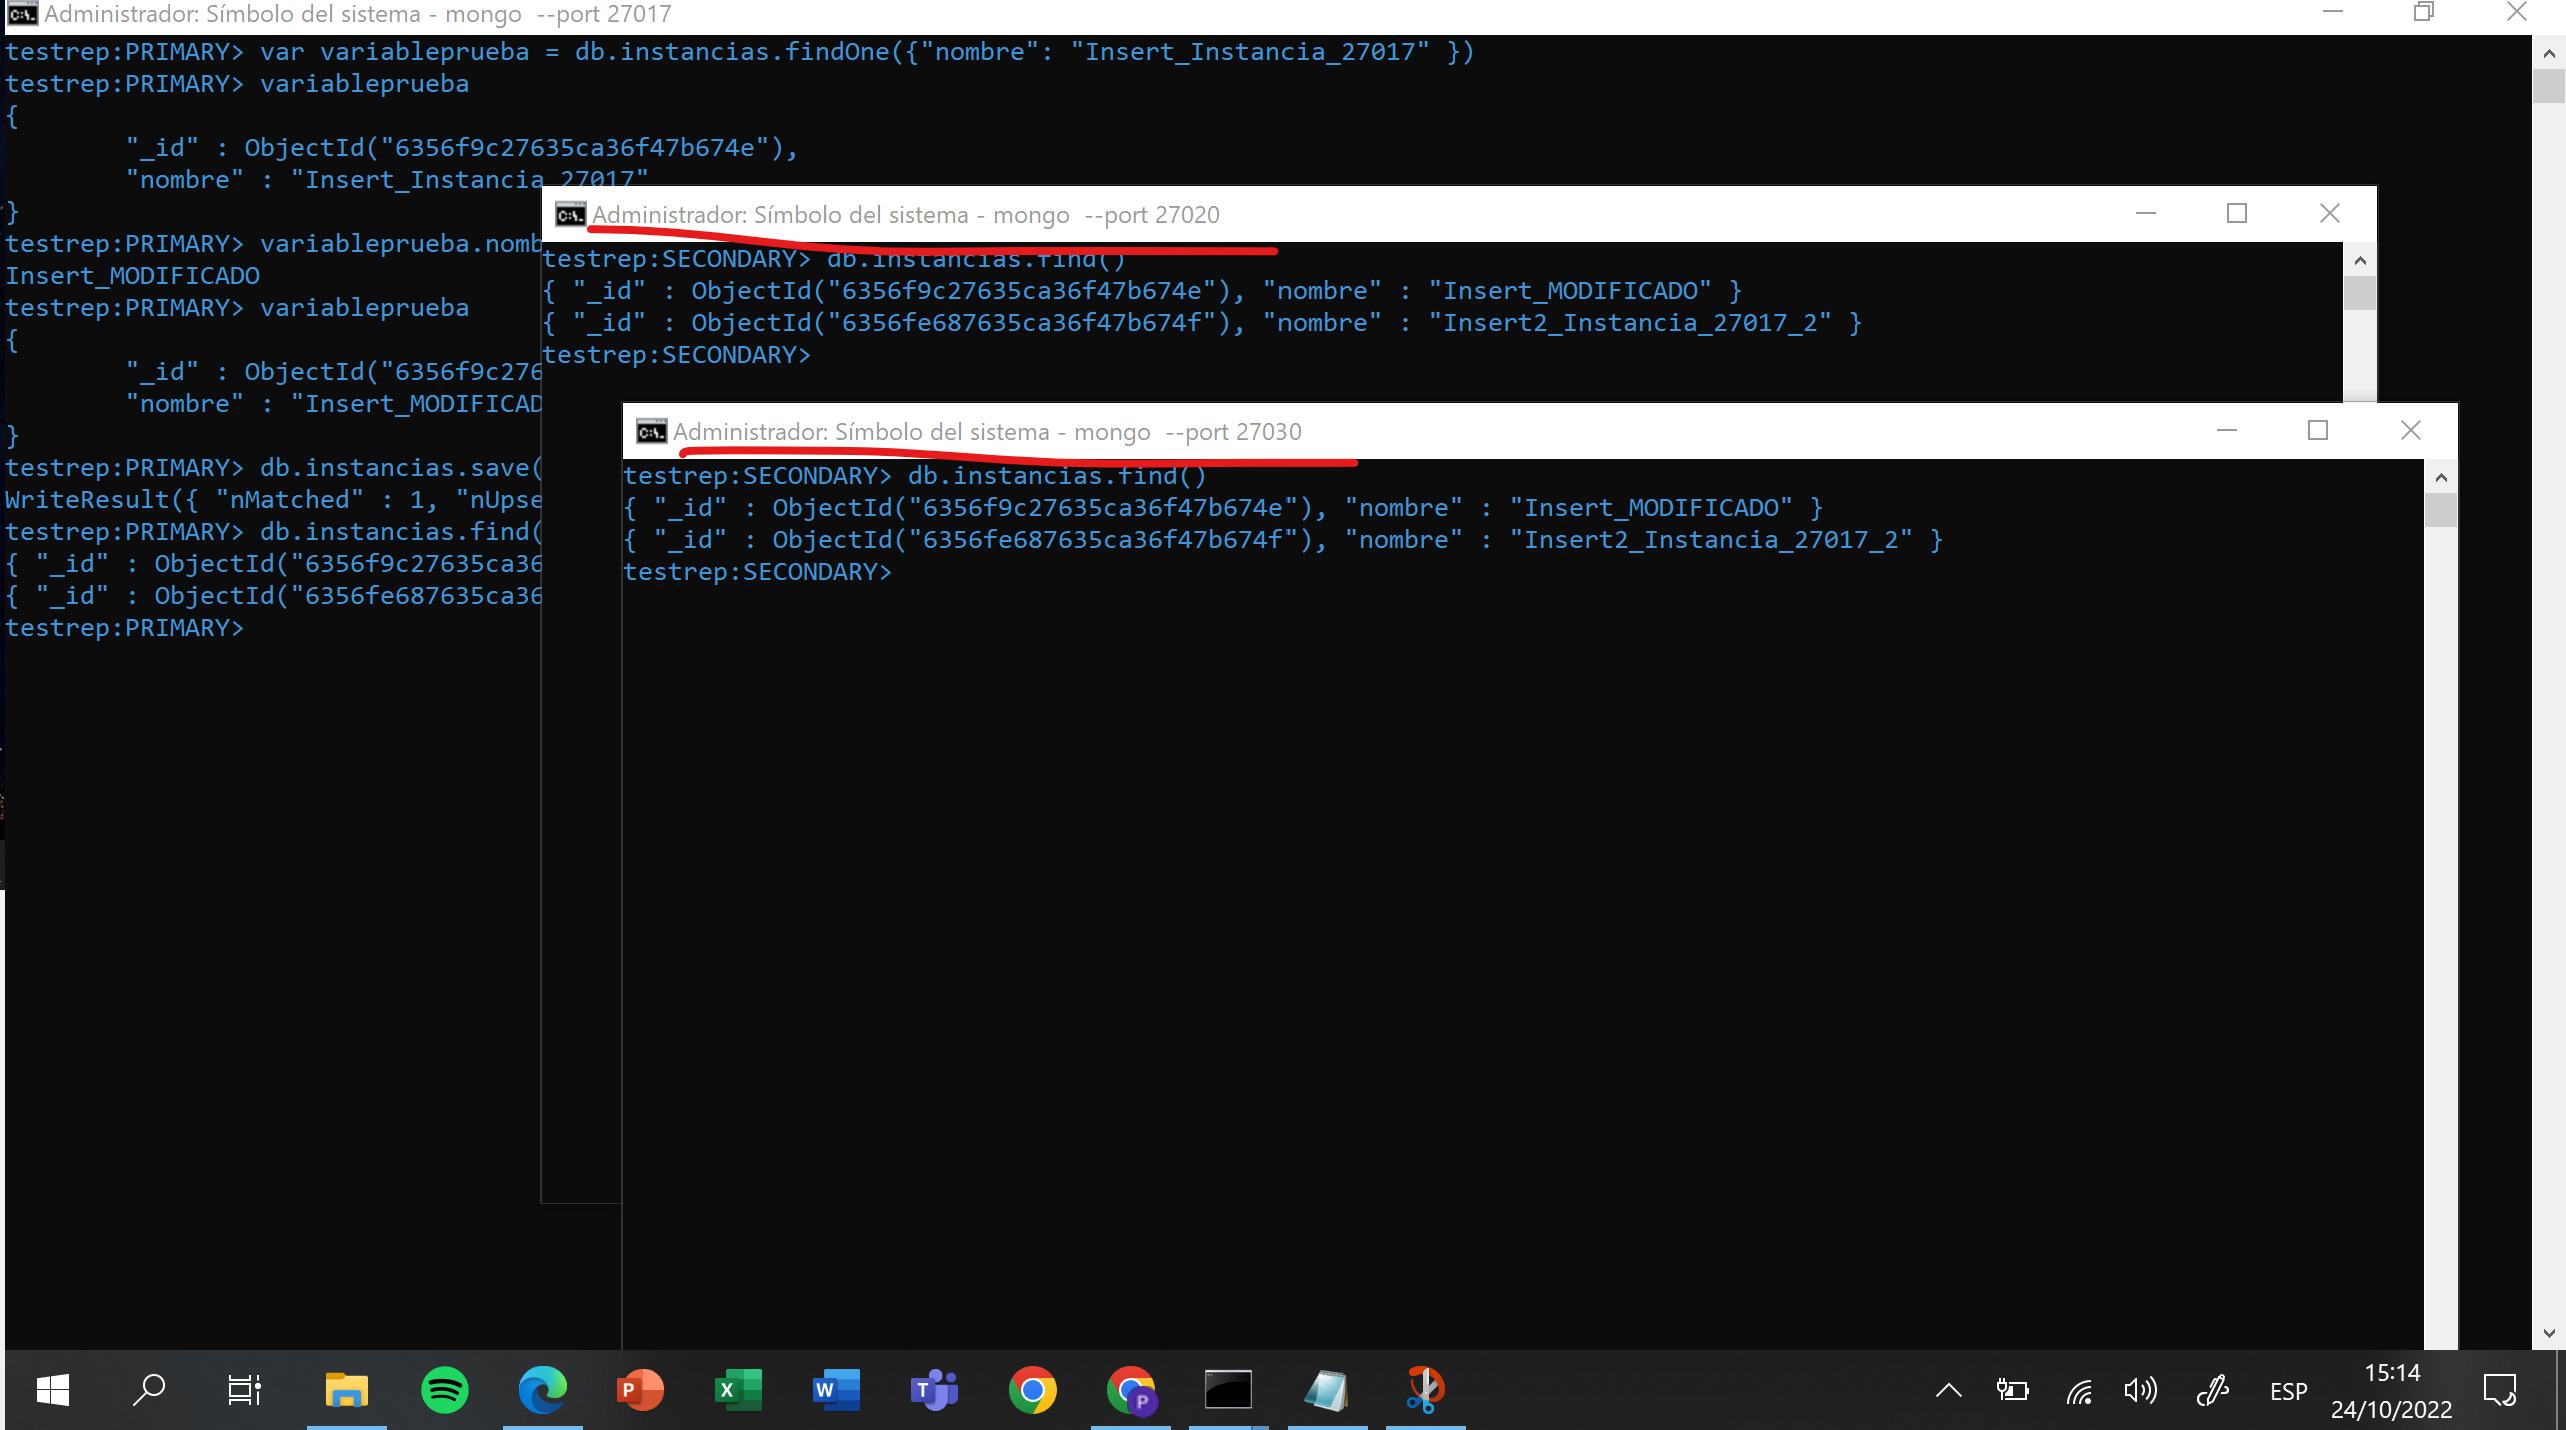 Administrador: Símbolo del sistema - mongo  --port 27017
testrep:PRIMARY> var variableprueba = db.instancias.findOne({"nombre": "Insert_Instancia_27017" })
testrep:PRIMARY> variableprueba
{
        "_id" : ObjectId("6356f9c27635ca36f47b674e"),
        "nombre" : "Insert_Instancia_27017"
}
testrep:PRIMARY> variableprueba.nomb
Insert_MODIFICADO
testrep:PRIMARY> variableprueba
{
        "_id" : ObjectId("6356f9c276
        "nombre" : "Insert_MODIFICAD
}
testrep:PRIMARY> db.instancias.save(
WriteResult({ "nMatched" : 1, "nUpse
testrep:PRIMARY> db.instancias.find(
{ "_id" : ObjectId("6356f9c27635ca36
{ "_id" : ObjectId("6356fe687635ca36
testrep:PRIMARY>
Administrador: Símbolo del sistema - mongo  --port 27020
testrep:SECONDARY> db.instancias.find()
{ "_id" : ObjectId("6356f9c27635ca36f47b674e"), "nombre" : "Insert_MODIFICADO" }
{ "_id" : ObjectId("6356fe687635ca36f47b674f"), "nombre" : "Insert2_Instancia_27017_2" }
testrep:SECONDARY>
Administrador: Símbolo del sistema - mongo  --port 27030
testrep:SECONDARY> db.instancias.find()
{ "_id" : ObjectId("6356f9c27635ca36f47b674e"), "nombre" : "Insert_MODIFICADO" }
{ "_id" : ObjectId("6356fe687635ca36f47b674f"), "nombre" : "Insert2_Instancia_27017_2" }
testrep:SECONDARY>
ESP
15:14
24/10/2022